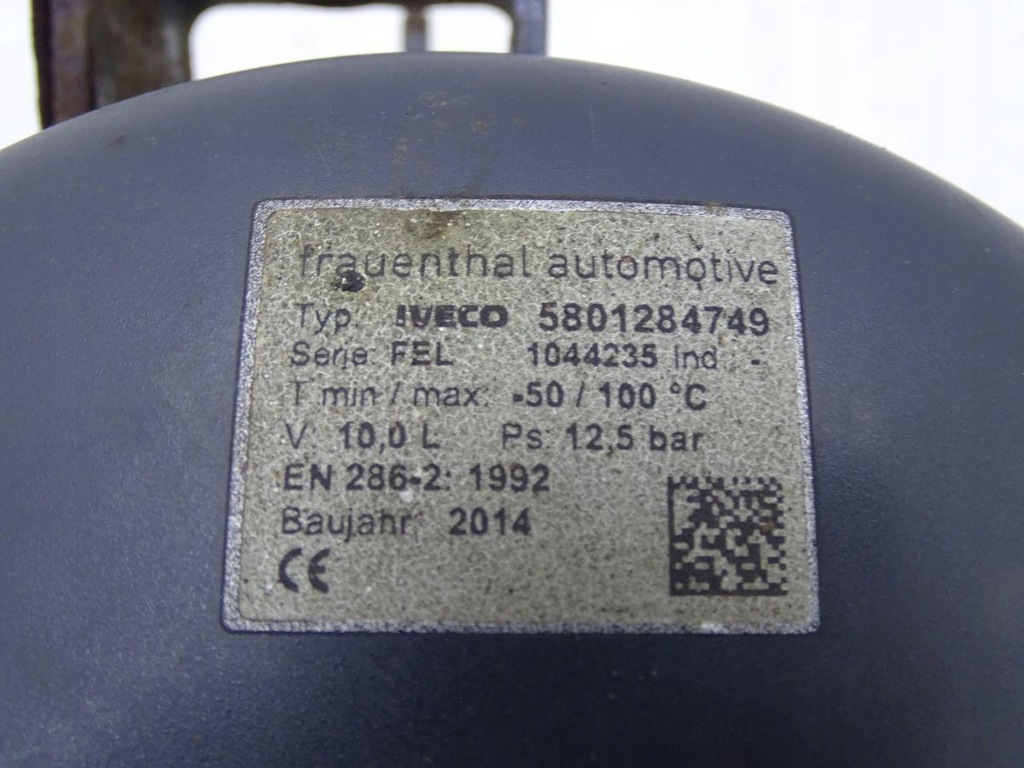 frauenthal automotive
Typ: IVECO 5801284749
Serie: FEL 1044235 Ind.: -
T min / max: -50 / 100 °C
V: 10,0 L Ps: 12,5 bar
EN 286-2: 1992
Baujahr: 2014
CE